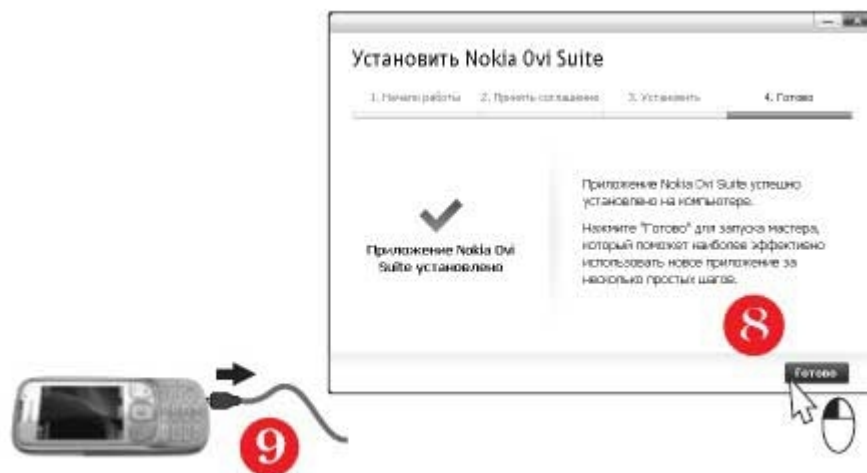 Установить Nokia Ovi Suite
1. Начало работы 2. Принять соглашение 3. Установить 4. Готово
Приложение Nokia Ovi
Suite установлено
Приложение Nokia Ovi Suite успешно
установлено на компьютере.
Нажмите "Готово" для запуска мастера,
который поможет наиболее эффективно
использовать новое приложение за
несколько простых шагов.
8
Готово
9